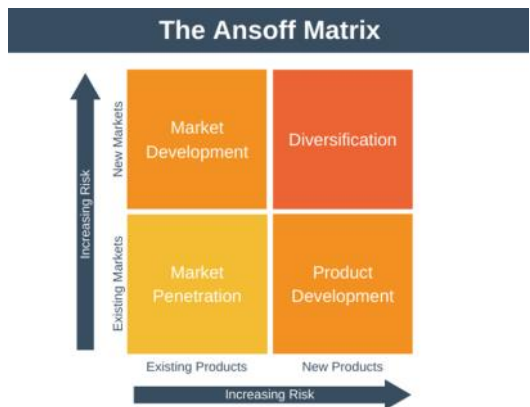 The Ansoff Matrix
Increasing Risk
New Markets
Market
Development
Diversification
Existing Markets
Market
Penetration
Product
Development
Existing Products
New Products
Increasing Risk